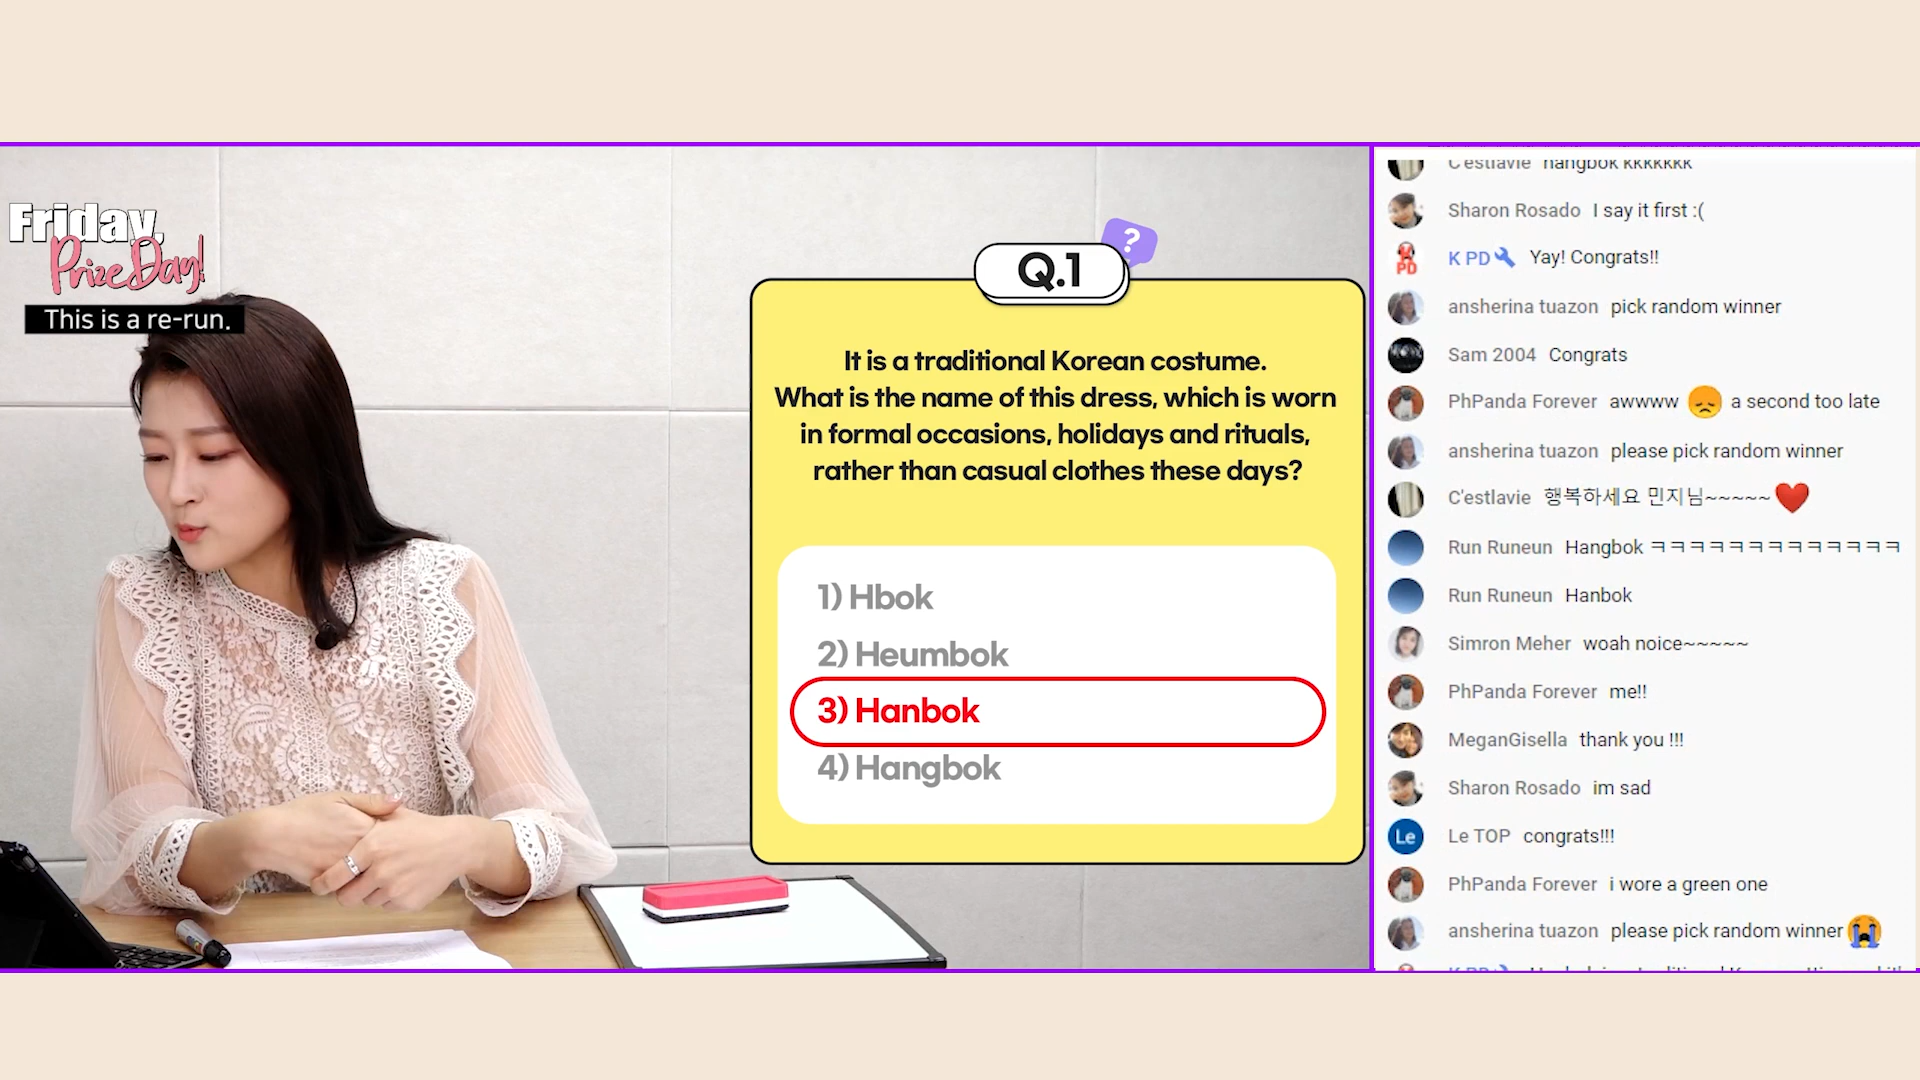 Friday,
Prize Day!
This is a re-run.
?
Q.1
It is a traditional Korean costume.
What is the name of this dress, which is worn
in formal occasions, holidays and rituals,
rather than casual clothes these days?
1) Hbok
2) Heumbok
3) Hanbok
4) Hangbok
C'estlavie hangbok kkkkkkk
Sharon Rosado I say it first :(
PD
K PD Yay! Congrats!!
ansherina tuazon pick random winner
Sam 2004 Congrats
PhPanda Forever awwww 😞 a second too late
ansherina tuazon please pick random winner
C'estlavie 행복하세요 민지님~~~~~❤️
Run Runeun Hangbok ㅋㅋㅋㅋㅋㅋㅋㅋㅋㅋㅋㅋㅋ
Run Runeun Hanbok
Simron Meher woah noice~~~~~
PhPanda Forever me!!
MeganGisella thank you !!!
Sharon Rosado im sad
Le
Le TOP congrats!!!
PhPanda Forever i wore a green one
ansherina tuazon please pick random winner 😭